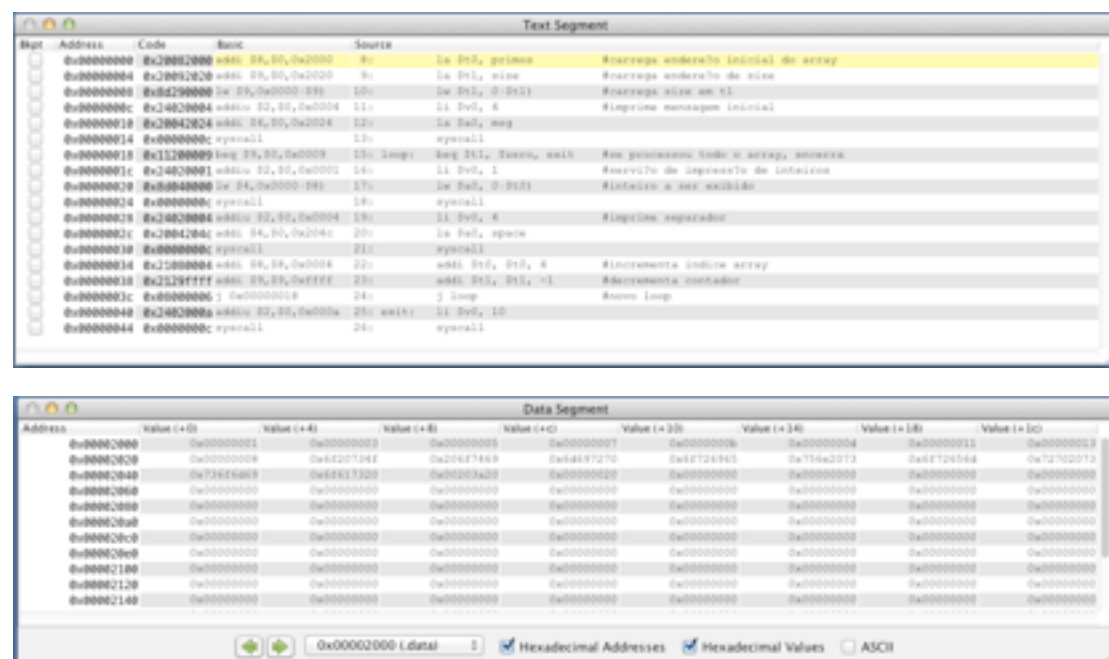 Text Segment
Bkpt Address Code Basic Source
0x00000000 0x20082000 addi $8,$0,0x2000 8: la $t0, primos #carrega endere?o inicial do array
0x00000004 0x20092020 addi $9,$0,0x2020 9: la $t1, size #carrega endere?o de size
0x00000008 0x8d290000 lw $9,0x0000($9) 10: lw $t1, 0($t1) #carrega size em t1
0x0000000c 0x24020004 addiu $2,$0,0x0004 11: li $v0, 4 #imprime mensagem inicial
0x00000010 0x20042024 addi $4,$0,0x2024 12: la $a0, msg
0x00000014 0x0000000c syscall 13: syscall
0x00000018 0x11200009 beq $9,$0,0x0009 15: loop: beq $t1, $zero, exit #se processou todo o array, encerra
0x0000001c 0x24020001 addiu $2,$0,0x0001 16: li $v0, 1 #servi?o de impress?o de inteiros
0x00000020 0x8d040000 lw $4,0x0000($8) 17: lw $a0, 0($t0) #inteiro a ser exibido
0x00000024 0x0000000c syscall 18: syscall
0x00000028 0x24020004 addiu $2,$0,0x0004 19: li $v0, 4 #imprime separador
0x0000002c 0x2004204c addi $4,$0,0x204c 20: la $a0, space
0x00000030 0x0000000c syscall 21: syscall
0x00000034 0x21080004 addi $8,$8,0x0004 22: addi $t0, $t0, 4 #incrementa indice array
0x00000038 0x2129ffff addi $9,$9,0xffff 23: addi $t1, $t1, -1 #decrementa contador
0x0000003c 0x08000006 j 0x00000018 24: j loop #novo loop
0x00000040 0x2402000a addiu $2,$0,0x000a 25: exit: li $v0, 10
0x00000044 0x0000000c syscall 26: syscall
Data Segment
Address Value (+0) Value (+4) Value (+8) Value (+c) Value (+10) Value (+14) Value (+18) Value (+1c)
0x00002000 0x00000001 0x00000003 0x00000005 0x00000007 0x0000000b 0x0000000d 0x00000011 0x00000013
0x00002020 0x00000008 0x6f20734f 0x206f7469 0x6d697270 0x6f726965 0x756e2073 0x6f72656d 0x72702073
0x00002040 0x736f6d69 0x6f617320 0x00203a20 0x00000020 0x00000000 0x00000000 0x00000000 0x00000000
0x00002060 0x00000000 0x00000000 0x00000000 0x00000000 0x00000000 0x00000000 0x00000000 0x00000000
0x00002080 0x00000000 0x00000000 0x00000000 0x00000000 0x00000000 0x00000000 0x00000000 0x00000000
0x000020a0 0x00000000 0x00000000 0x00000000 0x00000000 0x00000000 0x00000000 0x00000000 0x00000000
0x000020c0 0x00000000 0x00000000 0x00000000 0x00000000 0x00000000 0x00000000 0x00000000 0x00000000
0x000020e0 0x00000000 0x00000000 0x00000000 0x00000000 0x00000000 0x00000000 0x00000000 0x00000000
0x00002100 0x00000000 0x00000000 0x00000000 0x00000000 0x00000000 0x00000000 0x00000000 0x00000000
0x00002120 0x00000000 0x00000000 0x00000000 0x00000000 0x00000000 0x00000000 0x00000000 0x00000000
0x00002140 0x00000000 0x00000000 0x00000000 0x00000000 0x00000000 0x00000000 0x00000000 0x00000000
0x00002000 (.data) Hexadecimal Addresses Hexadecimal Values ASCII